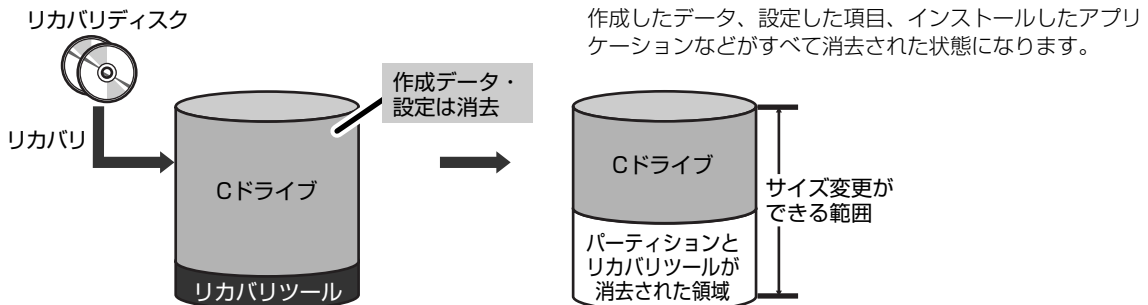 リカバリディスク
リカバリ
作成データ・
設定は消去
Cドライブ
リカバリツール
作成したデータ、設定した項目、インストールしたアプリ
ケーションなどがすべて消去された状態になります。
Cドライブ
サイズ変更が
できる範囲
パーティションと
リカバリツールが
消去された領域